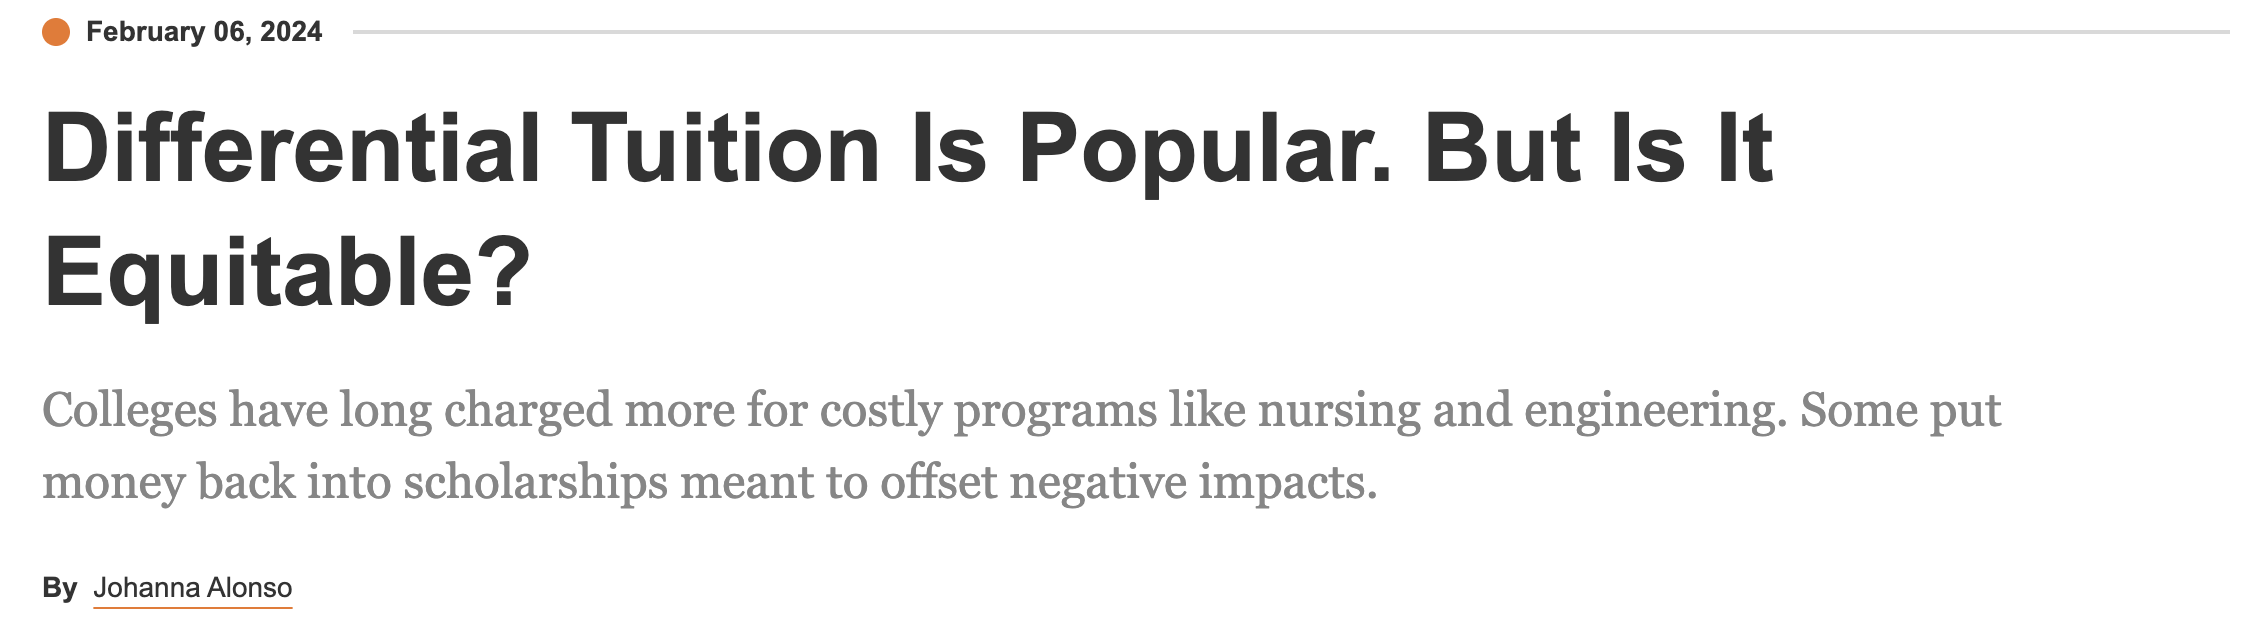 February 06, 2024
Differential Tuition Is Popular. But Is It
Equitable?
Colleges have long charged more for costly programs like nursing and engineering. Some put
money back into scholarships meant to offset negative impacts.
By Johanna Alonso